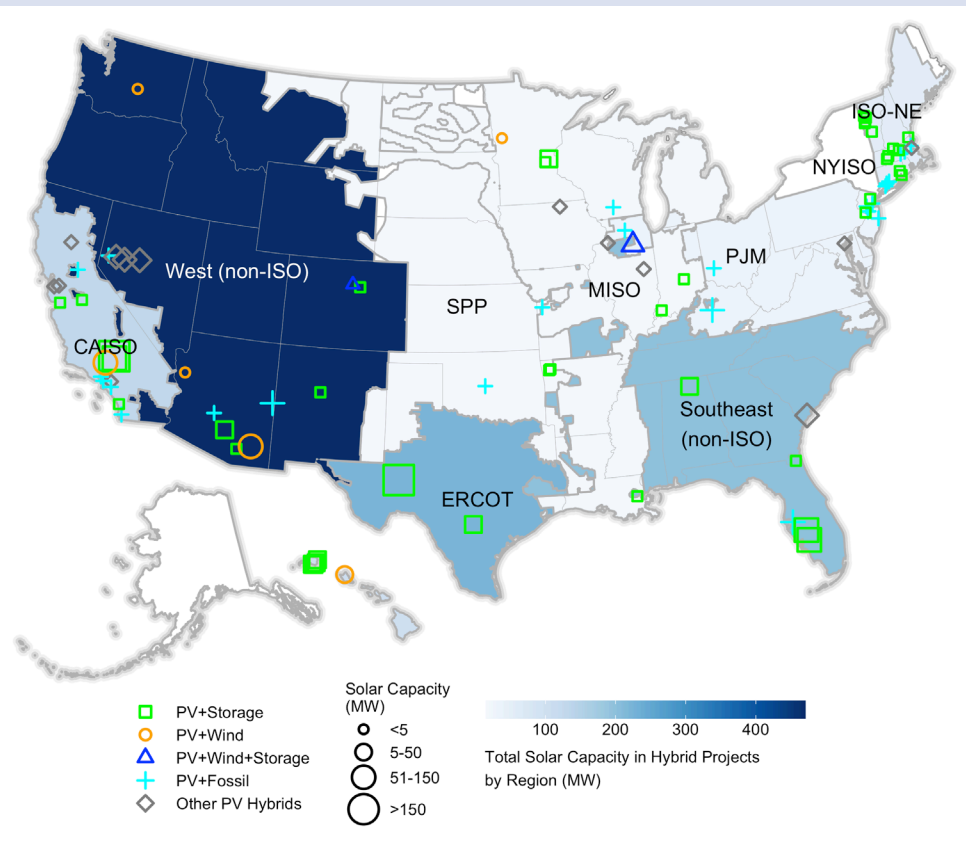 ISO-NE
NYISO
PJM
West (non-ISO)
MISO
SPP
CAISO
Southeast
(non-ISO)
ERCOT
PV+Storage
PV+Wind
PV+Wind+Storage
PV+Fossil
Other PV Hybrids
Solar Capacity
(MW)
<5
5-50
51-150
>150
100 200 300 400
Total Solar Capacity in Hybrid Projects
by Region (MW)